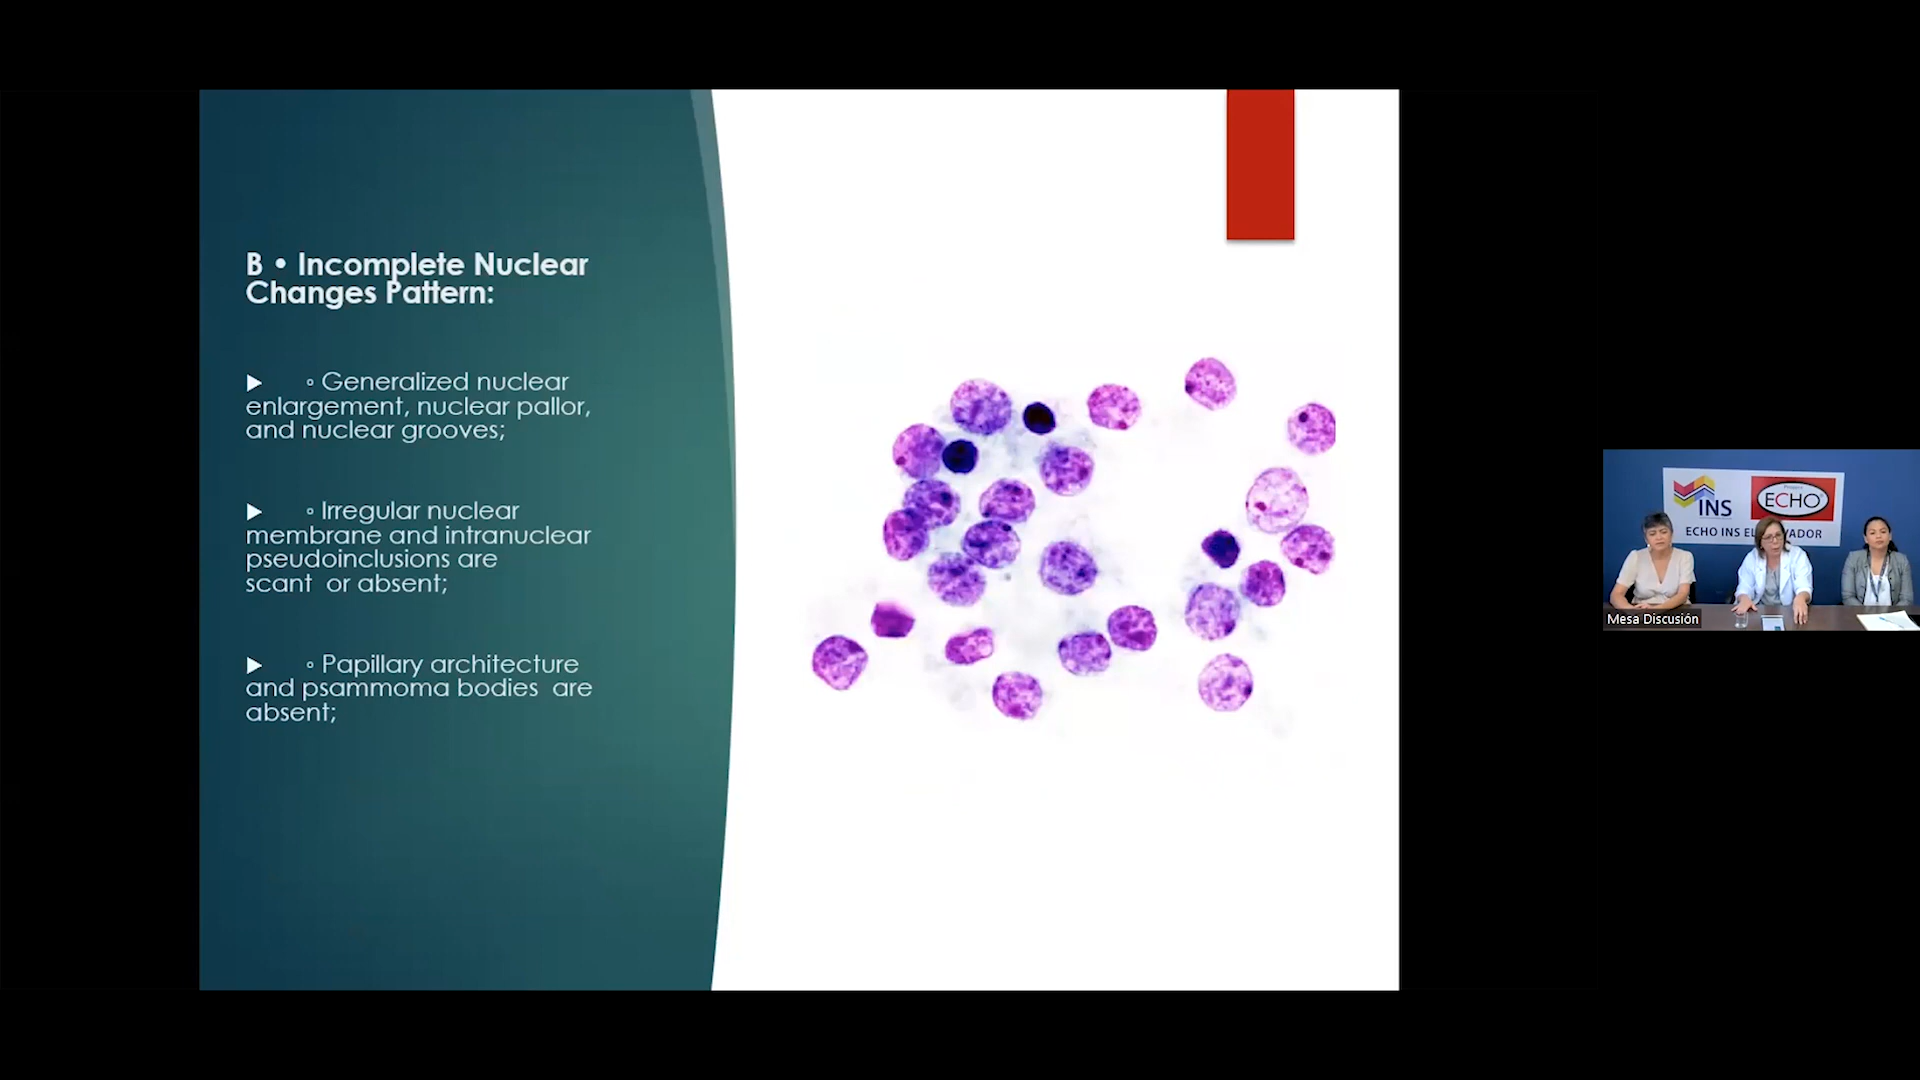 B • Incomplete Nuclear
Changes Pattern:
▶ ◦ Generalized nuclear
enlargement, nuclear pallor,
and nuclear grooves;
▶ ◦ Irregular nuclear
membrane and intranuclear
pseudoinclusions are
scant or absent;
▶ ◦ Papillary architecture
and psammoma bodies are
absent;
INS
ECHO
ECHO INS EL
VADOR
Mesa Discusión